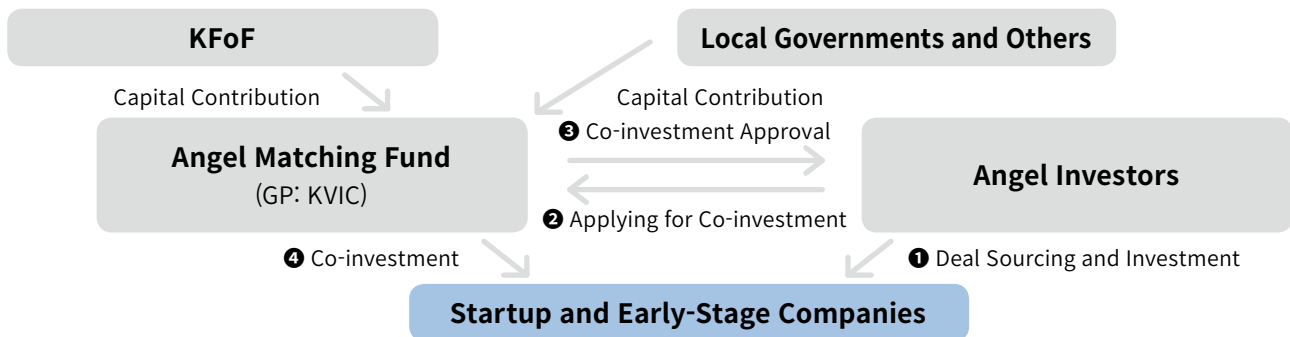 KFoF
Local Governments and Others
Capital Contribution
Capital Contribution
❸ Co-investment Approval
Angel Matching Fund
(GP: KVIC)
Angel Investors
❷ Applying for Co-investment
❹ Co-investment
❶ Deal Sourcing and Investment
Startup and Early-Stage Companies